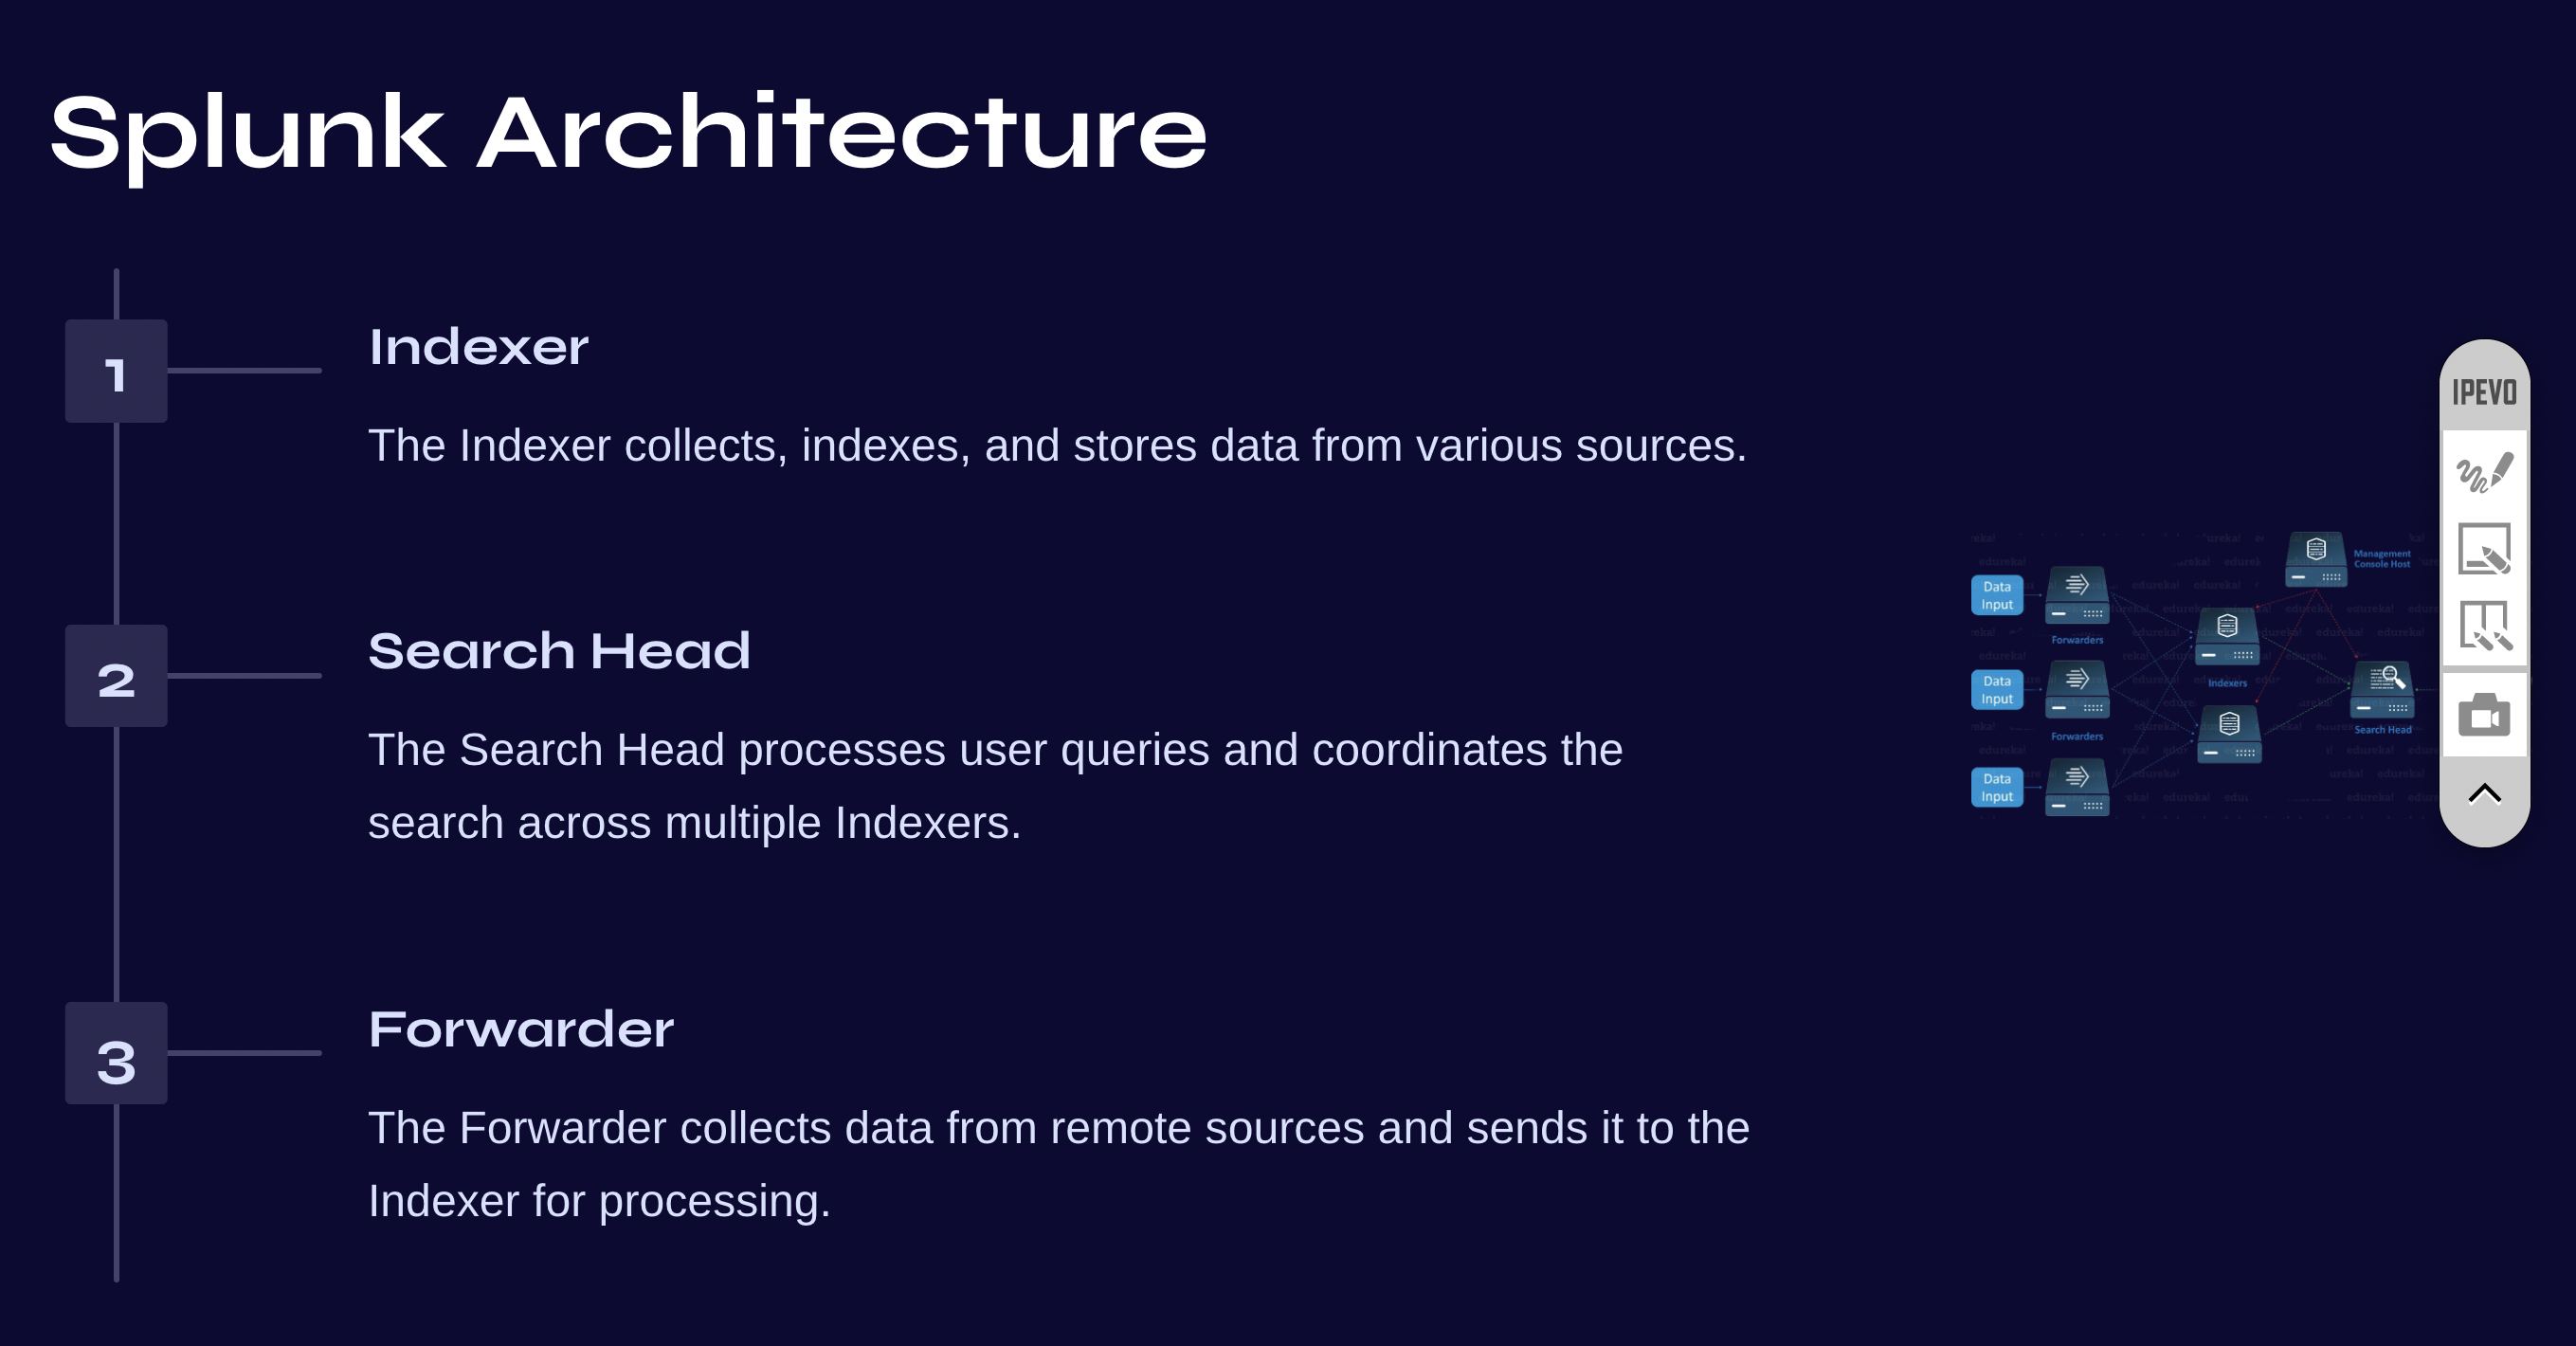 Splunk Architecture
1
Indexer
The Indexer collects, indexes, and stores data from various sources.
2
Search Head
The Search Head processes user queries and coordinates the
search across multiple Indexers.
3
Forwarder
The Forwarder collects data from remote sources and sends it to the
Indexer for processing.
Management
Console Host
Data
Input
Forwarders
Data
Input
Indexers
Forwarders
Search Head
Data
Input
edureka!
IPEVO